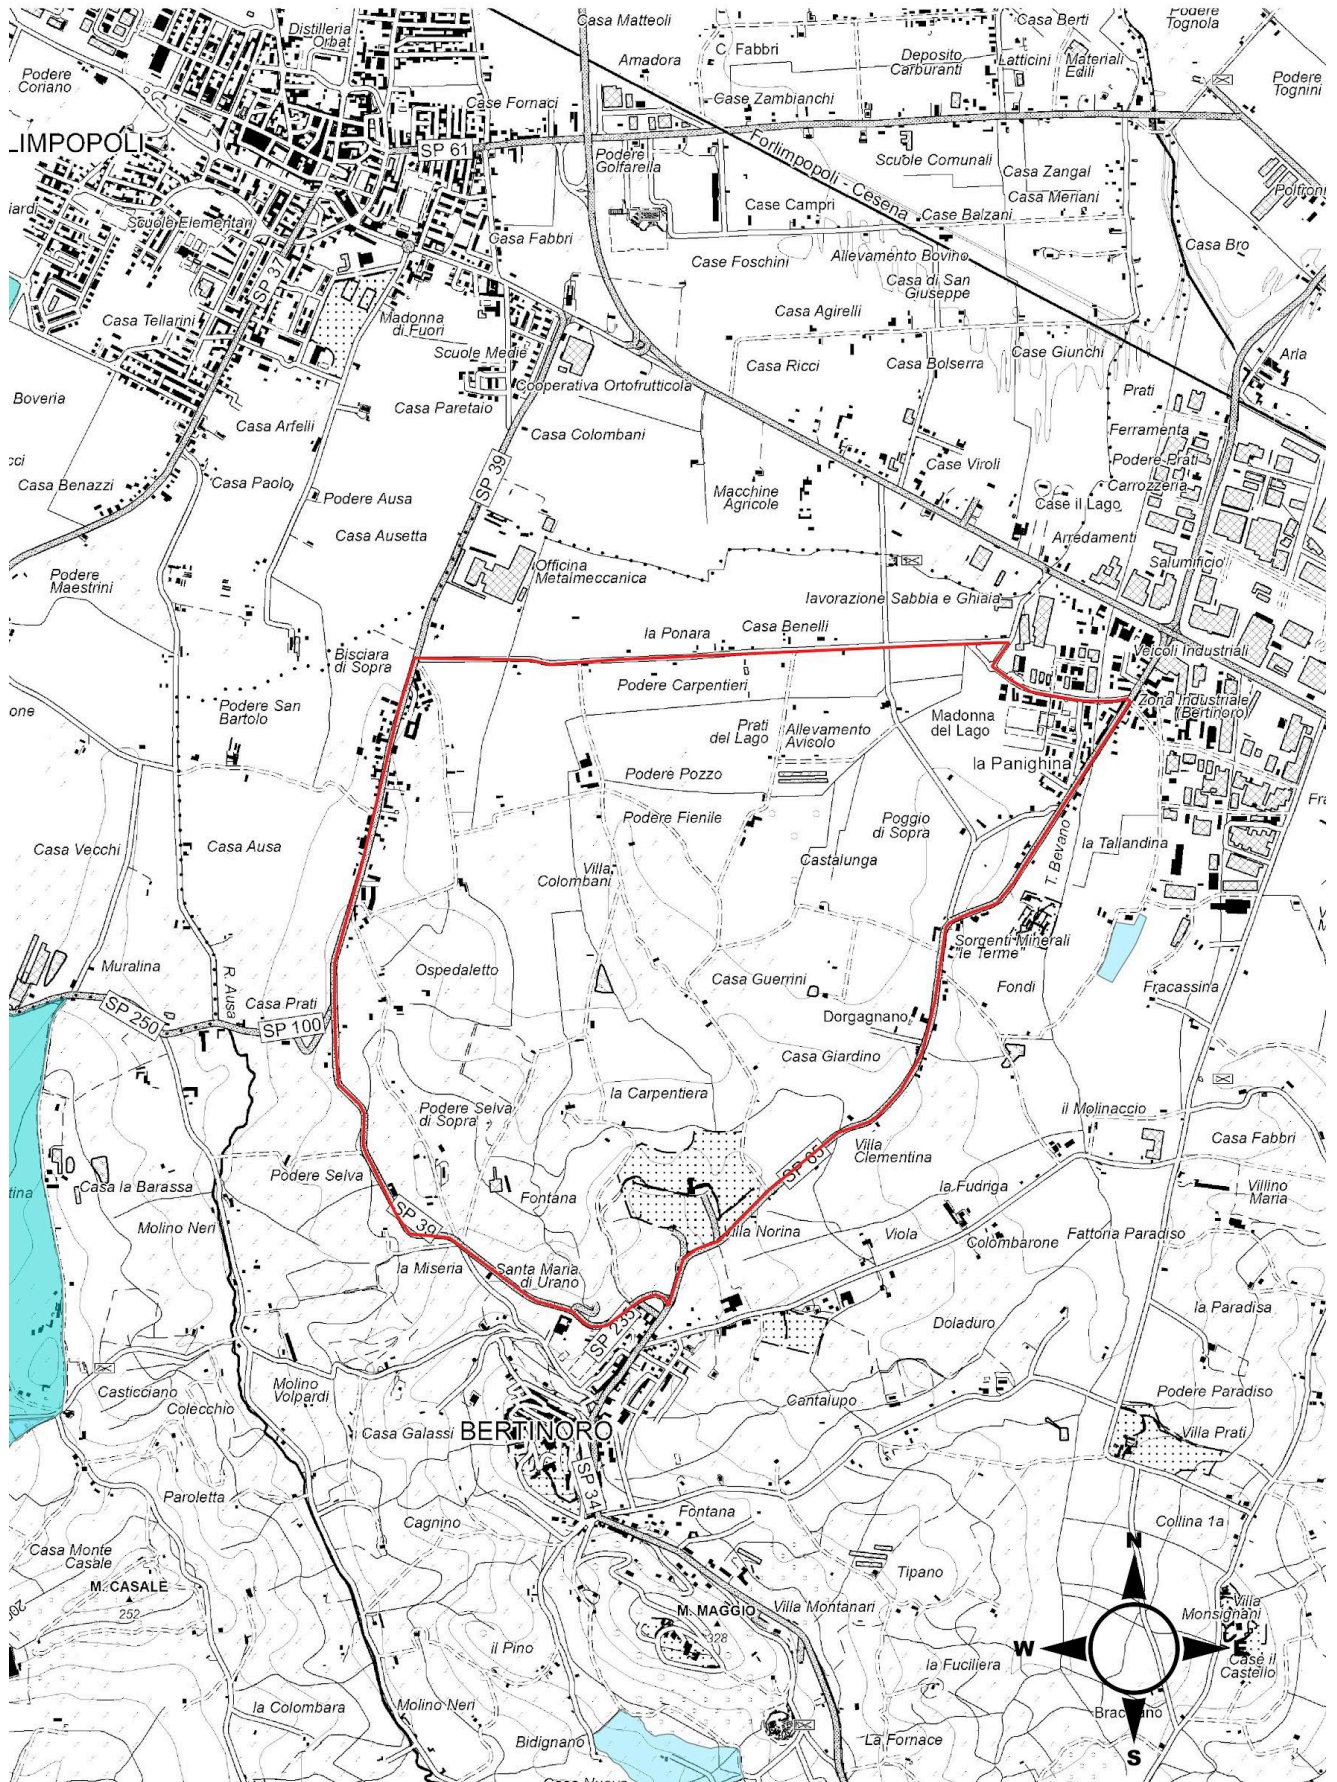 Casa Matteoli
Casa Berti
Podere
Tognola
Distilleria
Orbat
C. Fabbri
Amadora
Deposito
Carburanti
Latticini
Materiali
Edili
Podere
Coriano
Podere
Tognini
Case Fornaci
Case Zambianchi
LIMPOPOLI
SP 61
Podere
Golfarella
Forlimpopoli - Cesena
Scuole Comunali
Casa Zangal
Casa Meriani
Poltroni
iardi
Scuole Elementari
Case Campri
Case Balzani
Casa Fabbri
Casa Bro
SP 37
Case Foschini
Allevamento Bovino
Casa di San
Giuseppe
Casa Tellarini
Madonna
di Fuori
Casa Agirelli
Scuole Medie
Case Giunchi
Aria
Casa Ricci
Casa Bolserra
Cooperativa Ortofrutticola
Boveria
Prati
Casa Paretaio
Casa Arfelli
Casa Colombani
Ferramenta
cci
Casa Benazzi
Casa Paolo
SP 39
Case Viroli
Podere Prati
Carrozzeria
Podere Ausa
Macchine
Agricole
Case il Lago
Casa Ausetta
Arredamenti
Officina
Metalmeccanica
Salumificio
Podere
Maestrini
lavorazione Sabbia e Ghiaia
la Ponara
Casa Benelli
Bisciara
di Sopra
Veicoli Industriali
Podere Carpentieri
Zona Industriale
(Bertinoro)
one
Podere San
Bartolo
Prati
del Lago
Allevamento
Avicolo
Madonna
del Lago
la Panighina
Podere Pozzo
Fra
Podere Fienile
Poggio
di Sopra
Casa Vecchi
Casa Ausa
T. Bevano
la Tallandina
Castalunga
Villa
Colombani
Sorgenti Minerali
"le Terme"
Muralina
R. Ausa
Ospedaletto
Casa Guerrini
Fondi
Fracassina
Casa Prati
SP 250
SP 100
Dorgagnano
Casa Giardino
la Carpentiera
Podere Selva
di Sopra
il Molinaccio
Casa Fabbri
Villa
Clementina
SP 65
Podere Selva
Casa la Barassa
tina
la Fudriga
Villino
Maria
Fontana
Molino Neri
SP 39
Villa Norina
Viola
Colombarone
Fattoria Paradiso
la Miseria
Santa Maria
di Urano
la Paradisa
SP 235
Doladuro
Molino
Volpardi
Casticciano
Colecchio
Cantalupo
Podere Paradiso
Casa Galassi
BERTINORO
Villa Prati
SP 34
Paroletta
Cagnino
Fontana
Collina 1a
Casa Monte
Casale
N
M. CASALE
252
Tipano
M. MAGGIO
328
Villa Montanari
Villa
Monsignani
il Pino
W
E
Case il
Castello
la Fuciliera
la Colombara
Molino Neri
Bidignano
La Fornace
S